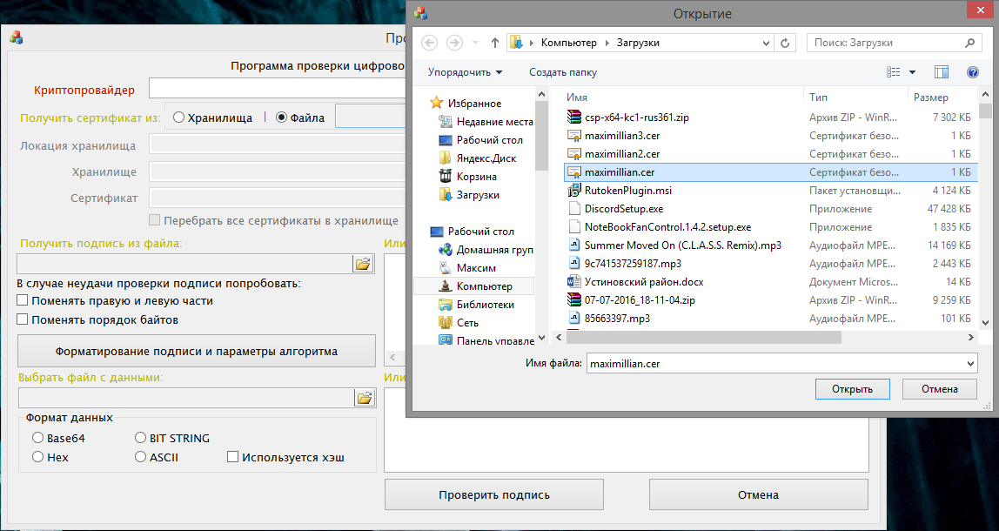 Про
Программа проверки цифрово
Криптопровайдер
Получить сертификат из: Хранилища | Файла
Локация хранилища
Хранилище
Сертификат
Перебрать все сертификаты в хранилище
Получить подпись из файла:
Или
В случае неудачи проверки подписи попробовать:
Поменять правую и левую части
Поменять порядок байтов
Форматирование подписи и параметры алгоритма
Выбрать файл с данными:
Или
Формат данных
Base64 BIT STRING
Hex ASCII Используется хэш
Проверить подпись Отмена
Открытие
Компьютер Загрузки Поиск: Загрузки
Упорядочить Создать папку
Избранное
Недавние места
Рабочий стол
Яндекс.Диск
Корзина
Загрузки
Рабочий стол
Домашняя груп
Максим
Компьютер
Библиотеки
Сеть
Панель управле
Имя Тип Размер
csp-x64-kc1-rus361.zip Архив ZIP - WinR... 7 302 КБ
maximillian3.cer Сертификат безо... 1 КБ
maximillian2.cer Сертификат безо... 1 КБ
maximillian.cer Сертификат безо... 1 КБ
RutokenPlugin.msi Пакет установщи... 4 124 КБ
DiscordSetup.exe Приложение 47 428 КБ
NoteBookFanControl.1.4.2.setup.exe Приложение 1 835 КБ
Summer Moved On (C.L.A.S.S. Remix).mp3 Аудиофайл MPE... 14 169 КБ
9c741537259187.mp3 Аудиофайл MPE... 2 443 КБ
Устиновский район.docx Документ Micros... 14 КБ
07-07-2016_18-11-04.zip Архив ZIP - WinR... 9 259 КБ
85663397.mp3 Аудиофайл MPE... 101 КБ
Имя файла: maximillian.cer
Открыть Отмена